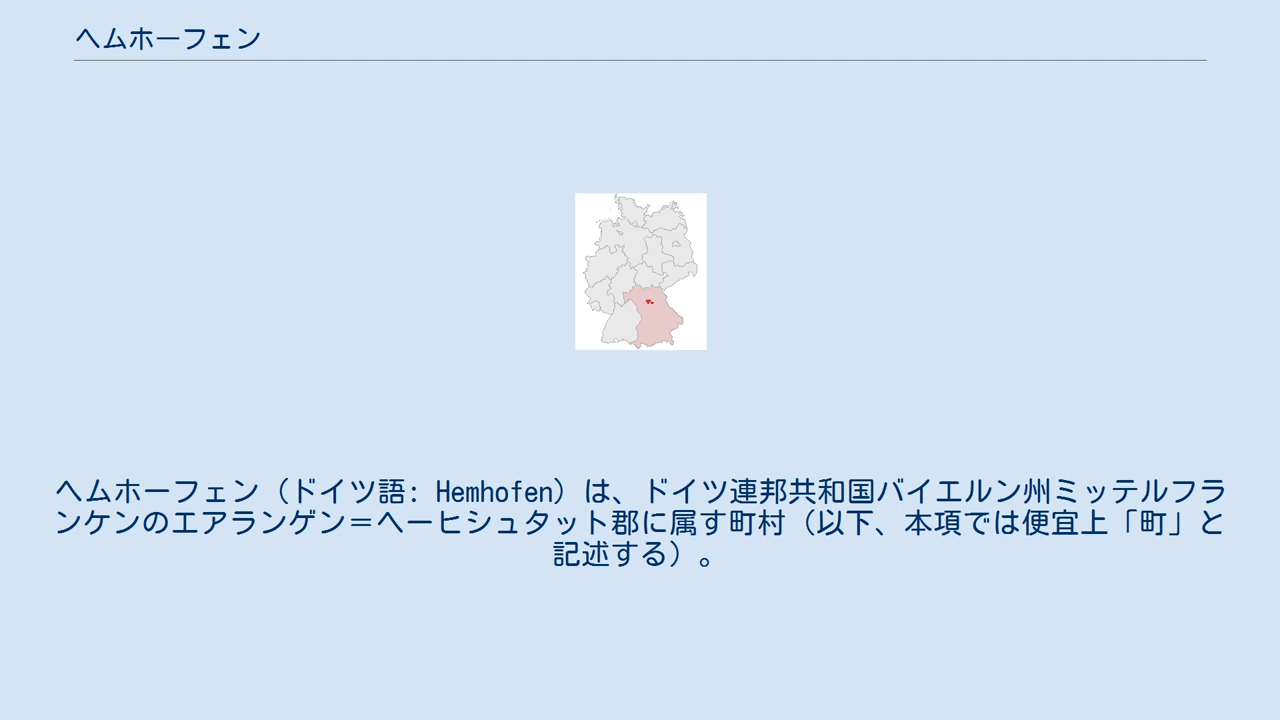 ヘムホーフェン
ヘムホーフェン（ドイツ語: Hemhofen）は、ドイツ連邦共和国バイエルン州ミッテルフラ
ンケンのエアランゲン＝ヘーヒシュタット郡に属す町村（以下、本項では便宜上「町」と
記述する）。